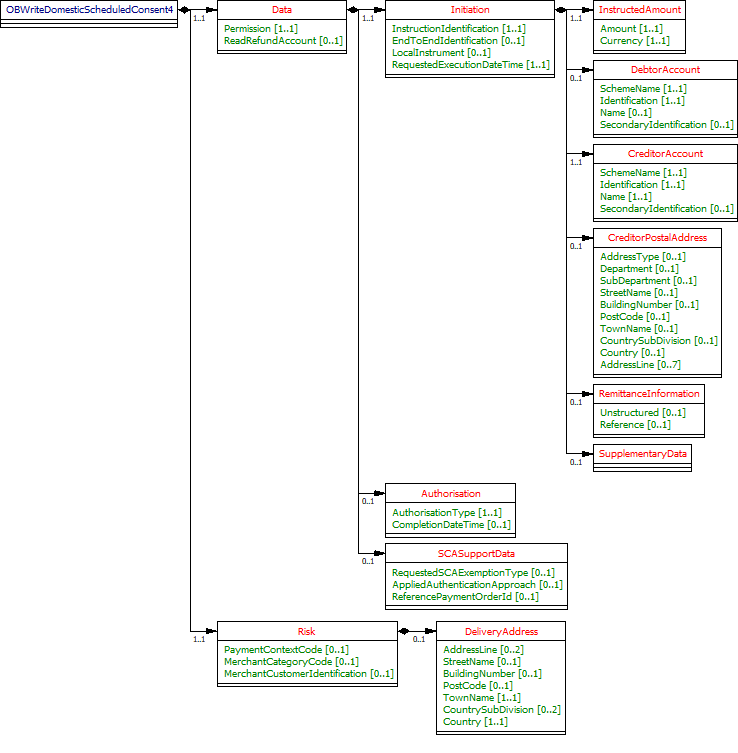 OBWriteDomesticScheduledConsent4
1..1
Data
Permission [1..1]
ReadRefundAccount [0..1]
1..1
Initiation
InstructionIdentification [1..1]
EndToEndIdentification [0..1]
LocalInstrument [0..1]
RequestedExecutionDateTime [1..1]
1..1
InstructedAmount
Amount [1..1]
Currency [1..1]
0..1
DebtorAccount
SchemeName [1..1]
Identification [1..1]
Name [0..1]
SecondaryIdentification [0..1]
1..1
CreditorAccount
SchemeName [1..1]
Identification [1..1]
Name [1..1]
SecondaryIdentification [0..1]
0..1
CreditorPostalAddress
AddressType [0..1]
Department [0..1]
SubDepartment [0..1]
StreetName [0..1]
BuildingNumber [0..1]
PostCode [0..1]
TownName [0..1]
CountrySubDivision [0..1]
Country [0..1]
AddressLine [0..7]
0..1
RemittanceInformation
Unstructured [0..1]
Reference [0..1]
0..1
SupplementaryData
0..1
Authorisation
AuthorisationType [1..1]
CompletionDateTime [0..1]
0..1
SCASupportData
RequestedSCAExemptionType [0..1]
AppliedAuthenticationApproach [0..1]
ReferencePaymentOrderId [0..1]
1..1
Risk
PaymentContextCode [0..1]
MerchantCategoryCode [0..1]
MerchantCustomerIdentification [0..1]
0..1
DeliveryAddress
AddressLine [0..2]
StreetName [0..1]
BuildingNumber [0..1]
PostCode [0..1]
TownName [1..1]
CountrySubDivision [0..2]
Country [1..1]